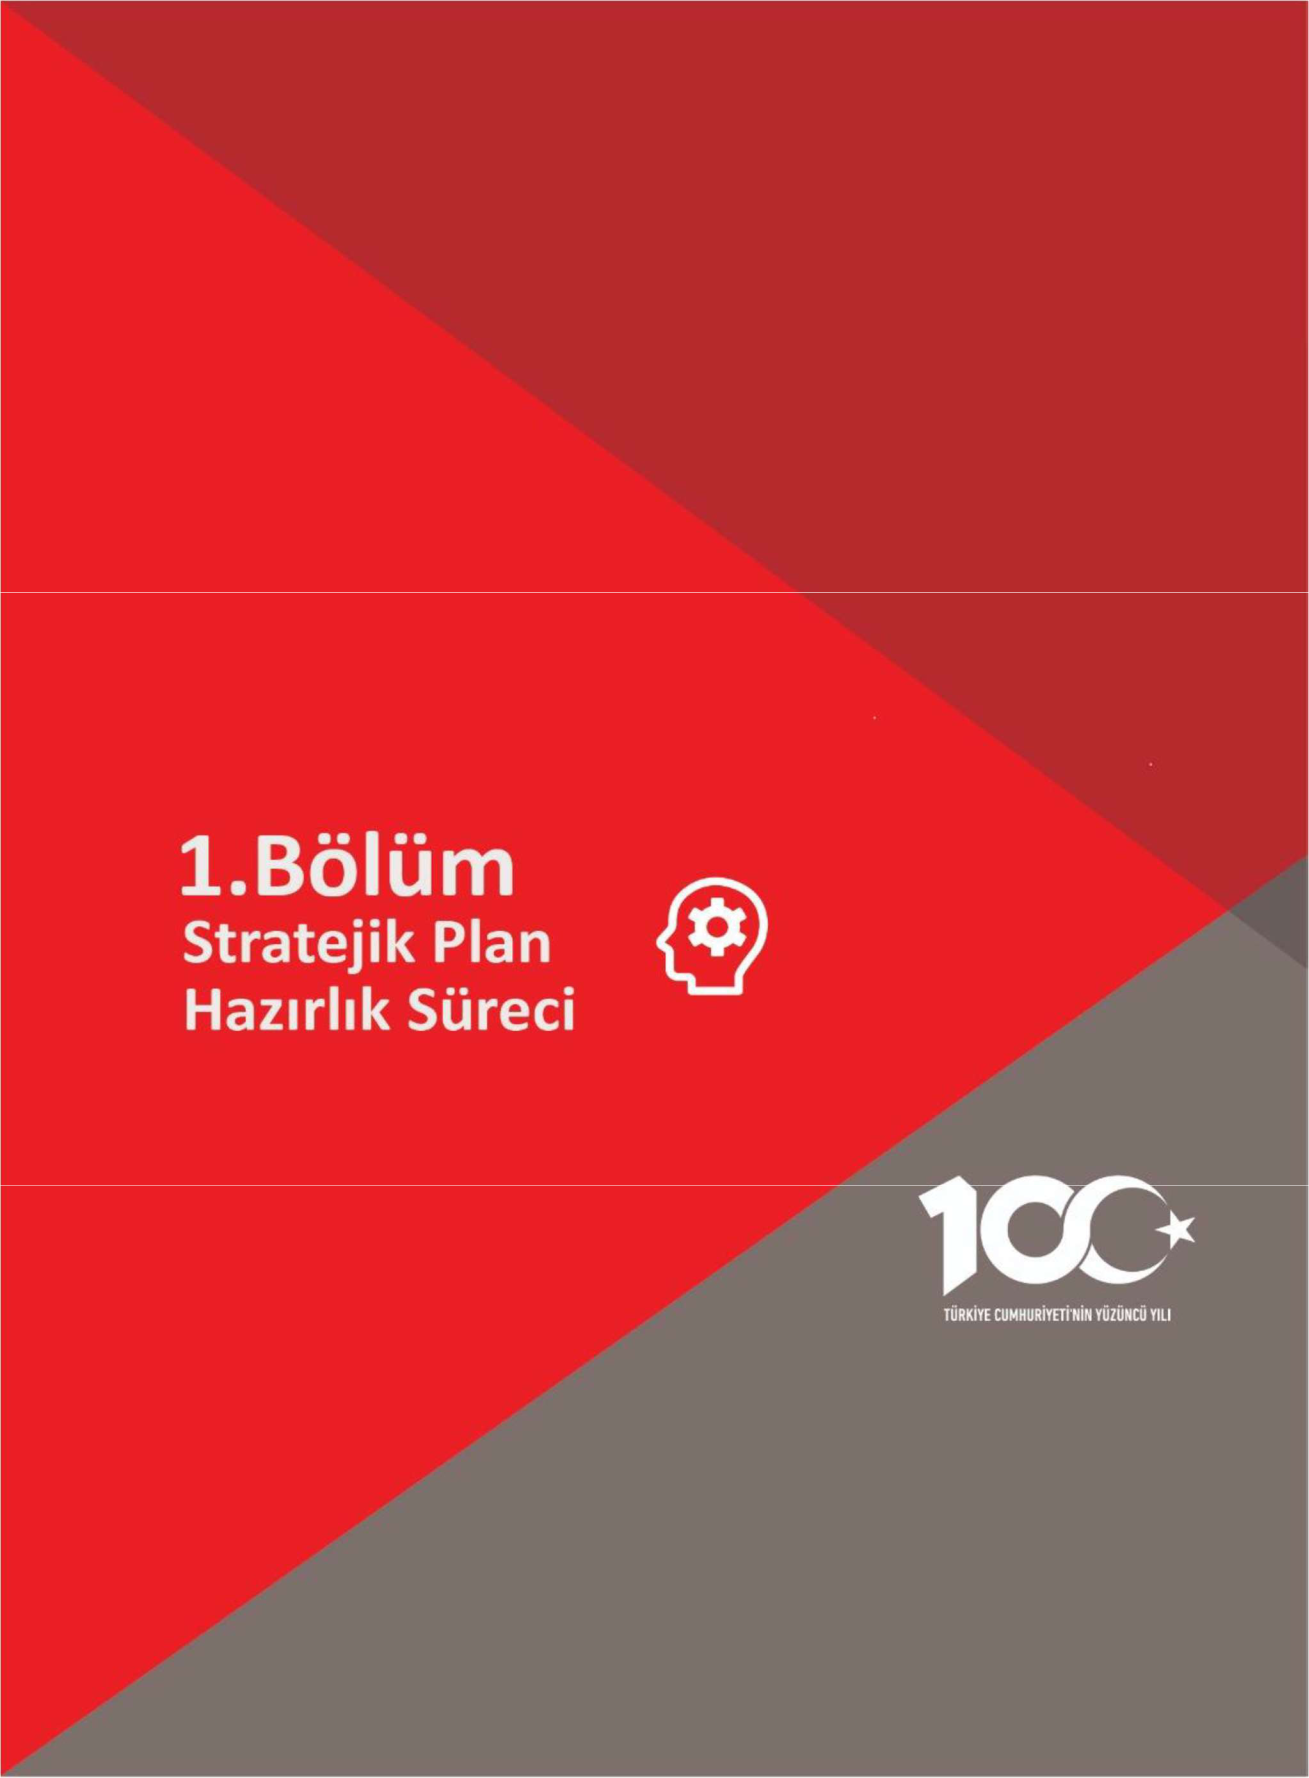 1.Bölüm
Stratejik Plan
Hazırlık Süreci
100
TÜRKİYE CUMHURİYETİ'NİN YÜZÜNCÜ YILI